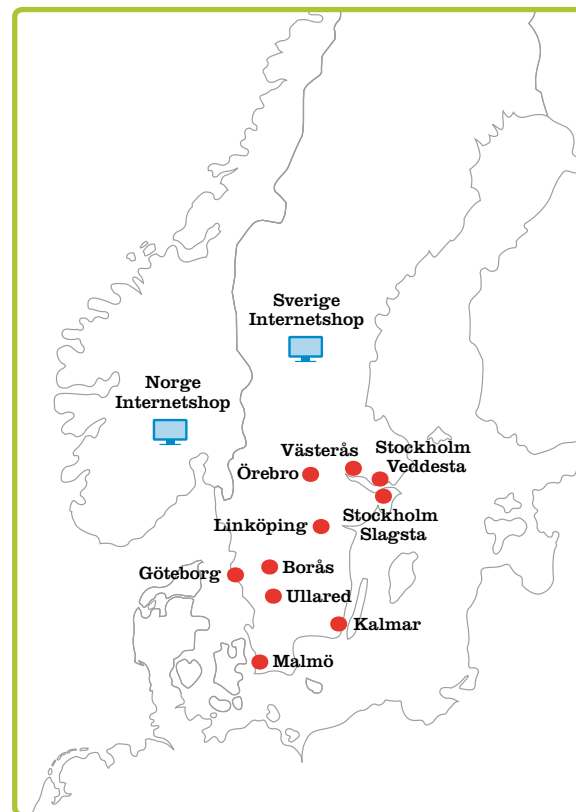 Sverige
Internetshop
Norge
Internetshop
Västerås
Stockholm
Veddesta
Örebro
Stockholm
Slagsta
Linköping
Borås
Göteborg
Ullared
Kalmar
Malmö